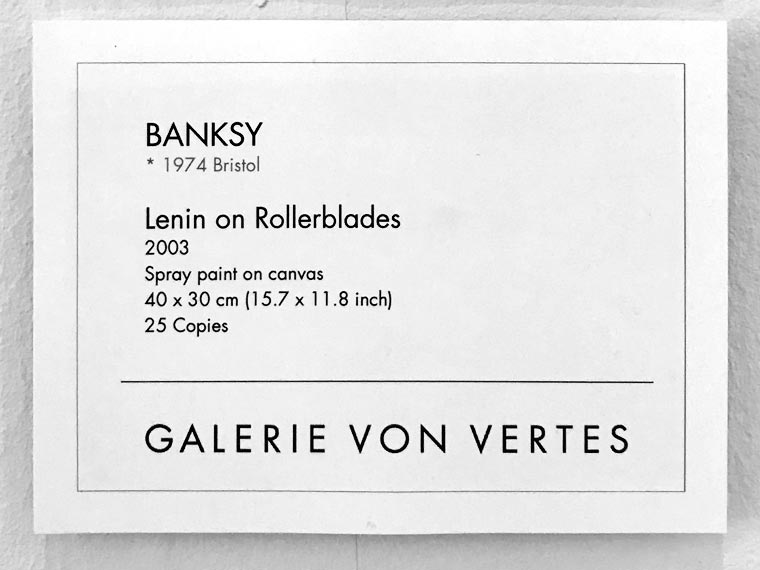 BANKSY
* 1974 Bristol
Lenin on Rollerblades
2003
Spray paint on canvas
40 x 30 cm (15.7 x 11.8 inch)
25 Copies
GALERIE VON VERTES